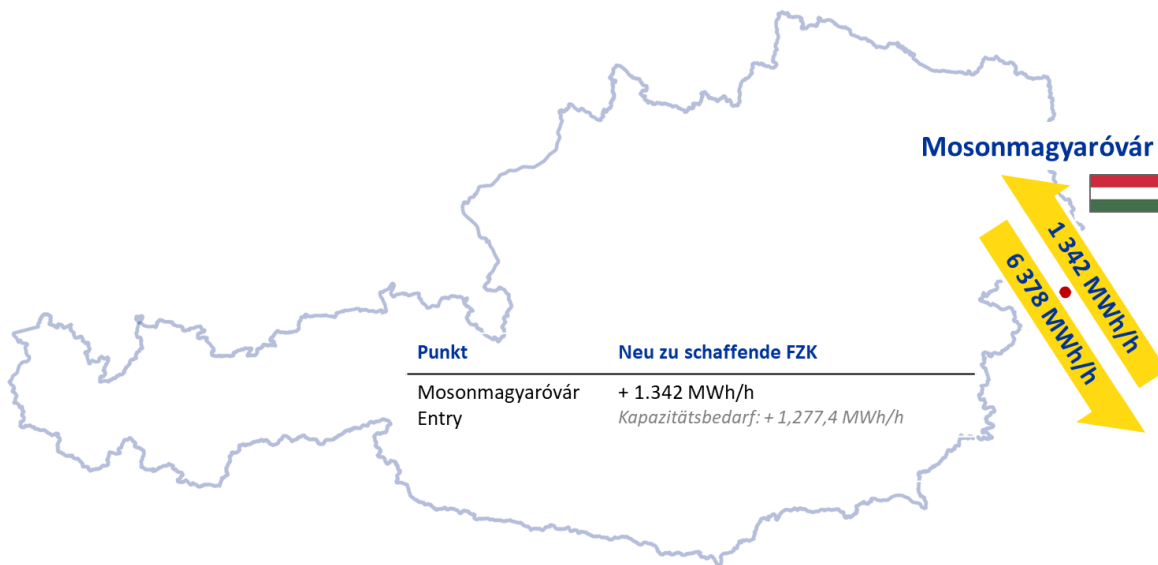 Mosonmagyaróvár
1 342 MWh/h
6 378 MWh/h
Punkt Neu zu schaffende FZK
Mosonmagyaróvár + 1.342 MWh/h
Entry Kapazitätsbedarf: + 1,277,4 MWh/h